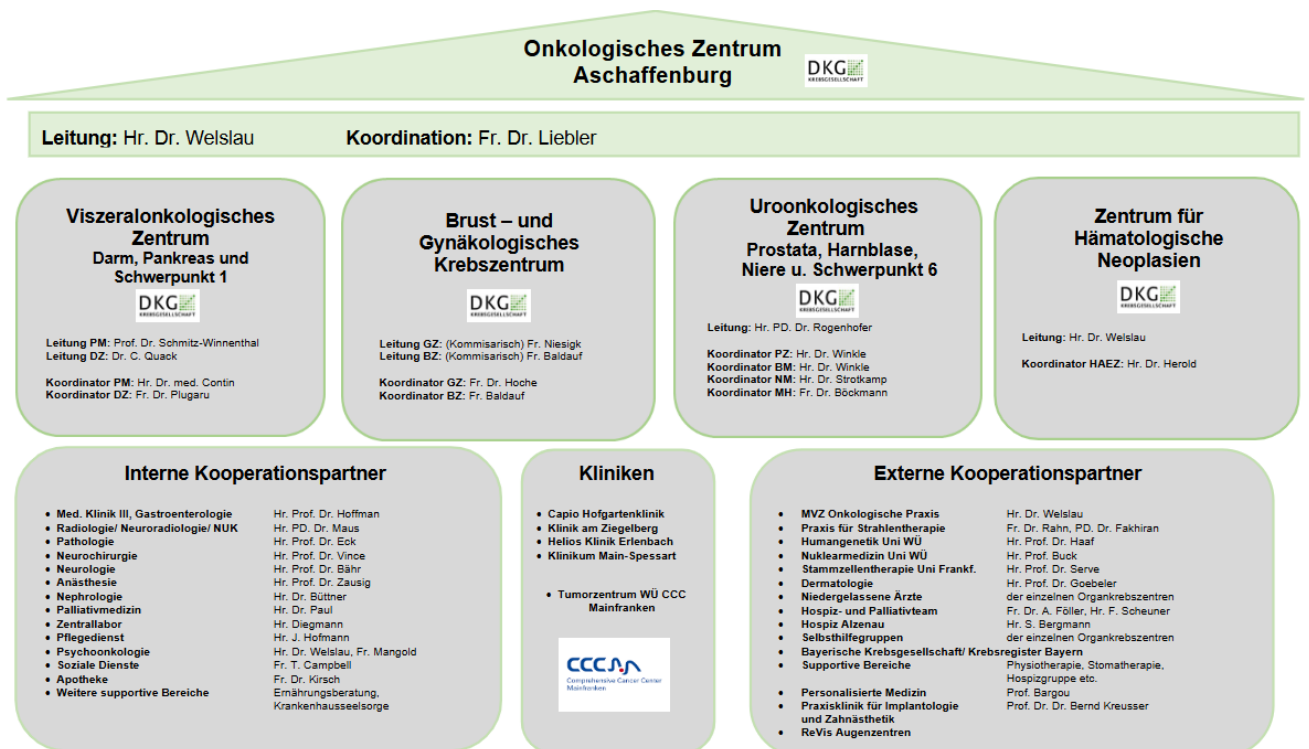 Onkologisches Zentrum
Aschaffenburg
DKG
KREBSGESELLSCHAFT
Leitung: Hr. Dr. Welslau
Koordination: Fr. Dr. Liebler
Viszeralonkologisches
Zentrum
Darm, Pankreas und
Schwerpunkt 1
DKG
KREBSGESELLSCHAFT
Leitung PM: Prof. Dr. Schmitz-Winnenthal
Leitung DZ: Dr. C. Quack
Koordinator PM: Hr. Dr. med. Contin
Koordinator DZ: Fr. Dr. Plugaru
Brust – und
Gynäkologisches
Krebszentrum
DKG
KREBSGESELLSCHAFT
Leitung GZ: (Kommisarisch) Fr. Niesigk
Leitung BZ: (Kommisarisch) Fr. Baldauf
Koordinator GZ: Fr. Dr. Hoche
Koordinator BZ: Fr. Baldauf
Uroonkologisches
Zentrum
Prostata, Harnblase,
Niere u. Schwerpunkt 6
DKG
KREBSGESELLSCHAFT
Leitung: Hr. PD. Dr. Rogenhofer
Koordinator PZ: Hr. Dr. Winkle
Koordinator BM: Hr. Dr. Winkle
Koordinator NM: Hr. Dr. Strotkamp
Koordinator MH: Fr. Dr. Böckmann
Zentrum für
Hämatologische
Neoplasien
DKG
KREBSGESELLSCHAFT
Leitung: Hr. Dr. Welslau
Koordinator HAEZ: Hr. Dr. Herold
Interne Kooperationspartner
• Med. Klinik III, Gastroenterologie Hr. Prof. Dr. Hoffman
• Radiologie/ Neuroradiologie/ NUK Hr. PD. Dr. Maus
• Pathologie Hr. Prof. Dr. Eck
• Neurochirurgie Hr. Prof. Dr. Vince
• Neurologie Hr. Prof. Dr. Bähr
• Anästhesie Hr. Prof. Dr. Zausig
• Nephrologie Hr. Dr. Büttner
• Palliativmedizin Hr. Dr. Paul
• Zentrallabor Hr. Diegmann
• Pflegedienst Hr. J. Hofmann
• Psychoonkologie Hr. Dr. Welslau, Fr. Mangold
• Soziale Dienste Fr. T. Campbell
• Apotheke Fr. Dr. Kirsch
• Weitere supportive Bereiche Ernährungsberatung,
Krankenhausseelsorge
Kliniken
• Capio Hofgartenklinik
• Klinik am Ziegelberg
• Helios Klinik Erlenbach
• Klinikum Main-Spessart
• Tumorzentrum WÜ CCC
Mainfranken
CCC
Comprehensive Cancer Center
Mainfranken
Externe Kooperationspartner
• MVZ Onkologische Praxis Hr. Dr. Welslau
• Praxis für Strahlentherapie Fr. Dr. Rahn, PD. Dr. Fakhiran
• Humangenetik Uni WÜ Hr. Prof. Dr. Haaf
• Nuklearmedizin Uni WÜ Hr. Prof. Buck
• Stammzellentherapie Uni Frankf. Hr. Prof. Dr. Serve
• Dermatologie Hr. Prof. Dr. Goebeler
• Niedergelassene Ärzte der einzelnen Organkrebszentren
• Hospiz- und Palliativteam Fr. Dr. A. Föller, Hr. F. Scheuner
• Hospiz Alzenau Hr. S. Bergmann
• Selbsthilfegruppen der einzelnen Organkrebszentren
• Bayerische Krebsgesellschaft/ Krebsregister Bayern
• Supportive Bereiche Physiotherapie, Stomatherapie,
Hospizgruppe etc.
• Personalisierte Medizin Prof. Bargou
• Praxisklinik für Implantologie Prof. Dr. Dr. Bernd Kreusser
und Zahnästhetik
• ReVis Augenzentren